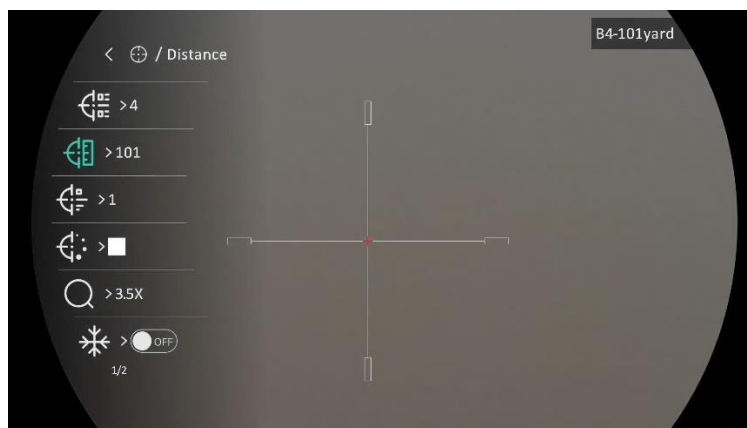 B4-101yard
< / Distance
>4
>101
>1
>
>3.5X
> OFF
1/2